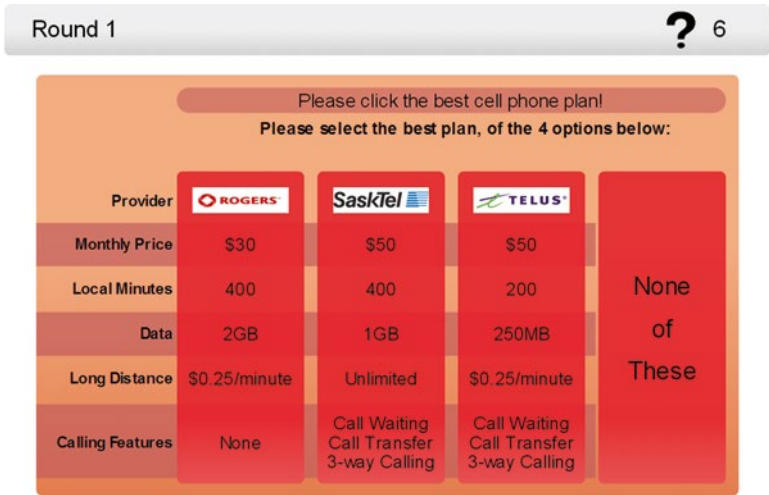 Round 1
? 6
Please click the best cell phone plan!
Please select the best plan, of the 4 options below:
Provider ROGERS SaskTel TELUS
Monthly Price $30 $50 $50
Local Minutes 400 400 200
None
Data 2GB 1GB 250MB
of
Long Distance $0.25/minute Unlimited $0.25/minute
These
Calling Features None
Call Waiting
Call Transfer
3-way Calling
Call Waiting
Call Transfer
3-way Calling